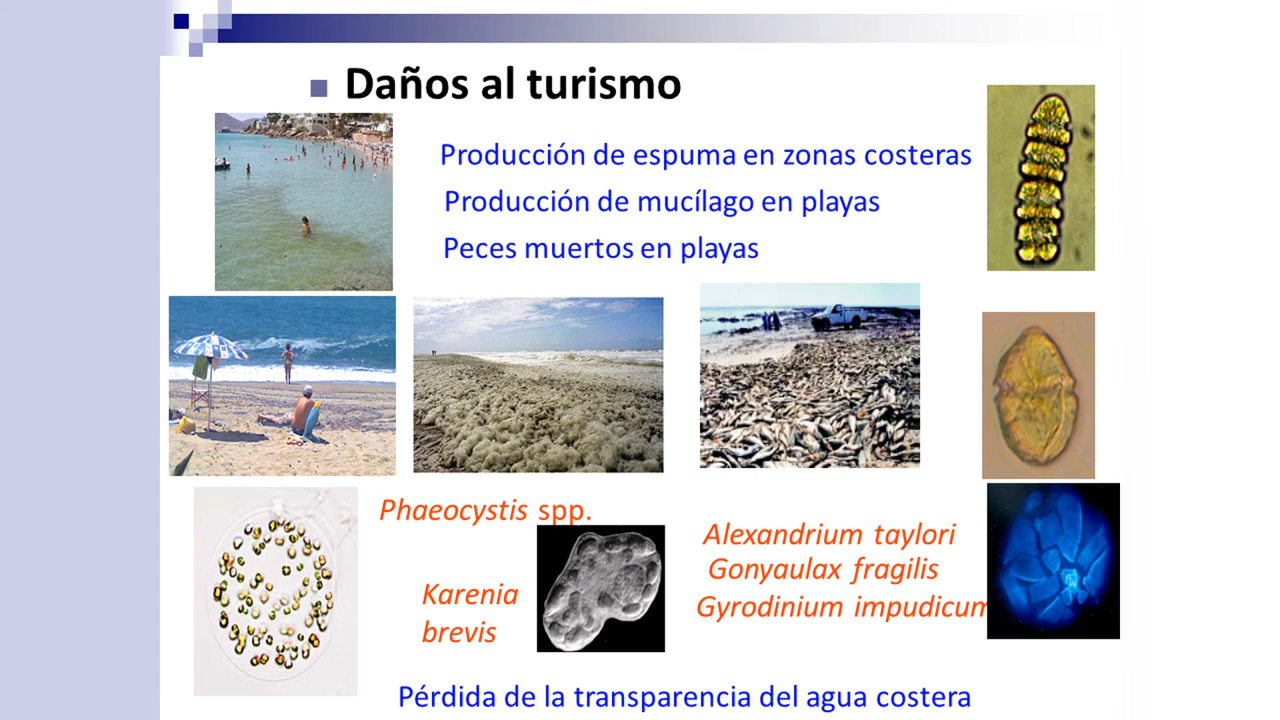 Daños al turismo
Producción de espuma en zonas costeras
Producción de mucílago en playas
Peces muertos en playas
Phaeocystis spp.
Karenia
brevis
Alexandrium taylori
Gonyaulax fragilis
Gyrodinium impudicum
Pérdida de la transparencia del agua costera